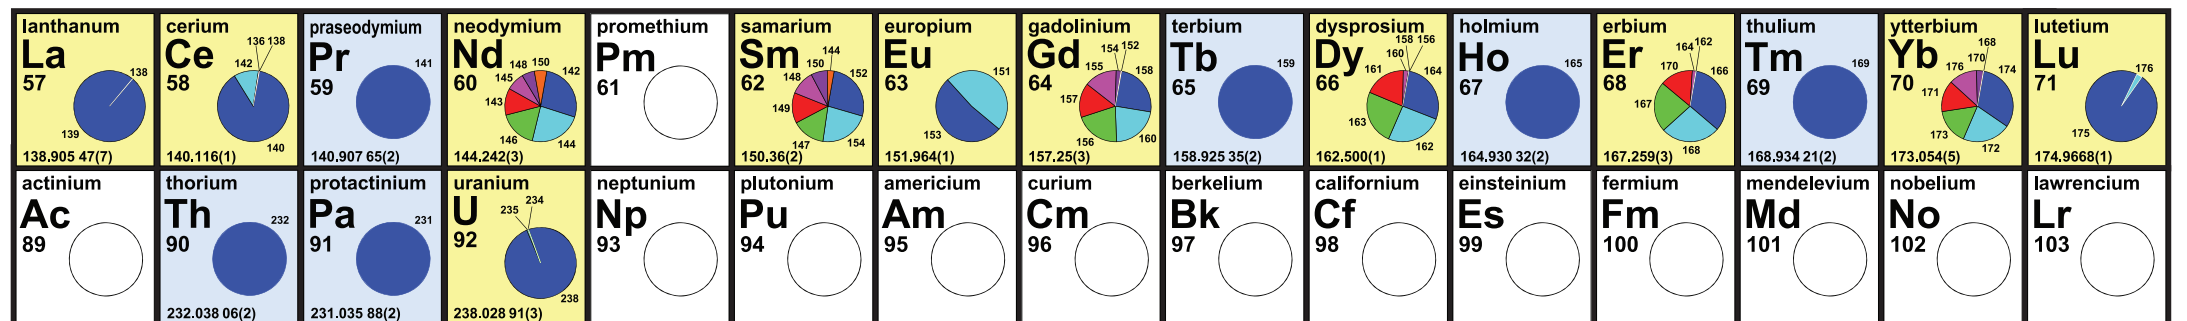 lanthanum
La
57
138
139
138.905 47(7)
cerium
Ce
58
136 138
142
140
140.116(1)
praseodymium
Pr
59
141
140.907 65(2)
neodymium
Nd
60
148 150 142
145
143
146 144
144.242(3)
promethium
Pm
61
samarium
Sm
62
144
150
148 152
149
147 154
150.36(2)
europium
Eu
63
151
153
151.964(1)
gadolinium
Gd
64
154 152
155 158
157
156 160
157.25(3)
terbium
Tb
65
159
158.925 35(2)
dysprosium
Dy
66
158 156
160
161 164
163
162
162.500(1)
holmium
Ho
67
165
164.930 32(2)
erbium
Er
68
164 162
170 166
167
168
167.259(3)
thulium
Tm
69
169
168.934 21(2)
ytterbium
Yb
70
168
170
176 174
171
173 172
173.054(5)
lutetium
Lu
71
176
175
174.9668(1)
actinium
Ac
89
thorium
Th
90
232
232.038 06(2)
protactinium
Pa
91
231
231.035 88(2)
uranium
U
92
234
235
238
238.028 91(3)
neptunium
Np
93
plutonium
Pu
94
americium
Am
95
curium
Cm
96
berkelium
Bk
97
californium
Cf
98
einsteinium
Es
99
fermium
Fm
100
mendelevium
Md
101
nobelium
No
102
lawrencium
Lr
103